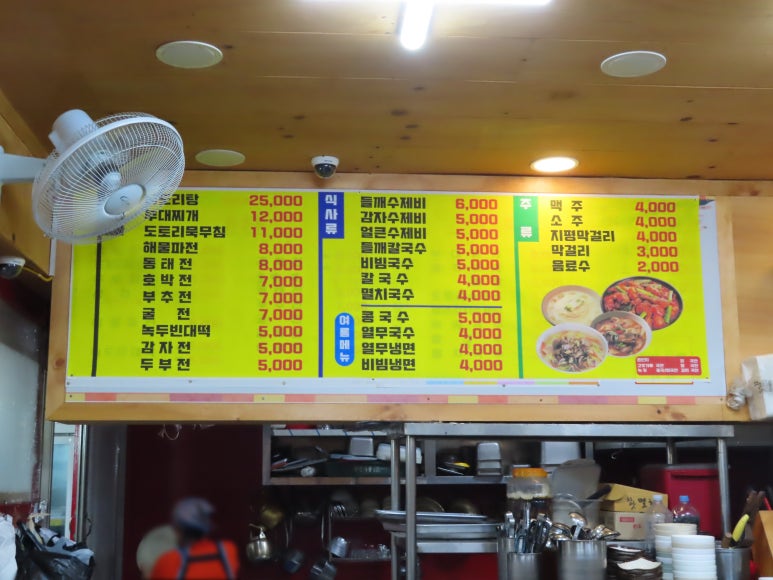 25,000
부대찌개 12,000
도토리묵무침 11,000
해물파전 8,000
동태전 8,000
호박전 7,000
부추전 7,000
굴 전 7,000
녹두빈대떡 7,000
감자전 5,000
두부전 5,000
식사류
들깨수제비 6,000
감자수제비 5,000
얼큰수제비 5,000
들깨칼국수 5,000
비빔국수 5,000
칼국수 4,000
멸치국수 4,000
여름메뉴
콩국수 5,000
열무국수 4,000
열무냉면 4,000
비빔냉면 4,000
주류
맥주 4,000
소주 4,000
지평막걸리 4,000
막걸리 3,000
음료수 2,000